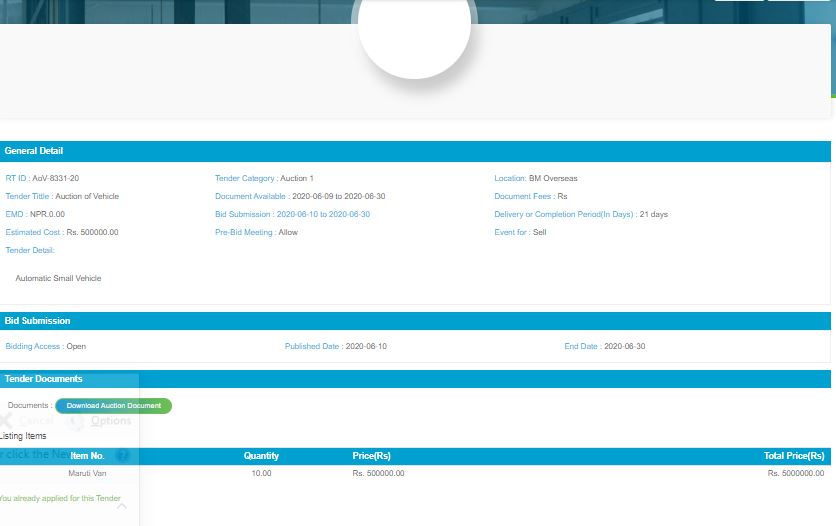 General Detail
RT ID : AoV-8331-20 Tender Category : Auction 1 Location: BM Overseas
Tender Titlle : Auction of Vehicle Document Available : 2020-06-09 to 2020-06-30 Document Fees : Rs
EMD : NPR.0.00 Bid Submission : 2020-06-10 to 2020-06-30 Delivery or Completion Period(In Days) : 21 days
Estimated Cost : Rs. 500000.00 Pre-Bid Meeting : Allow Event for : Sell
Tender Detail:
Automatic Small Vehicle
Bid Submission
Bidding Access : Open Published Date : 2020-06-10 End Date : 2020-06-30
Tender Documents
Documents : Download Auction Document
Cancel Options
Listing Items
r click the New Item No. Quantity Price(Rs) Total Price(Rs)
Maruti Van 10.00 Rs. 500000.00 Rs. 5000000.00
You already applied for this Tender